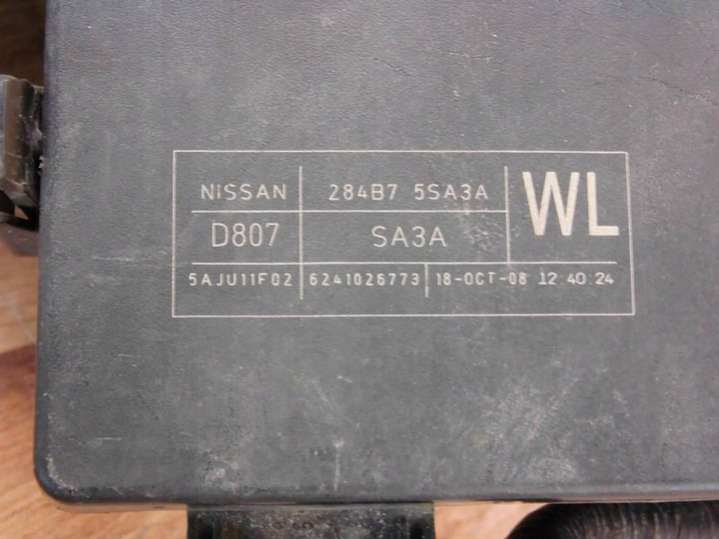 NISSAN 284B7 5SA3A WL
D807 SA3A
5AJU11F02 6241026773 18-OCT-08 12 40 24